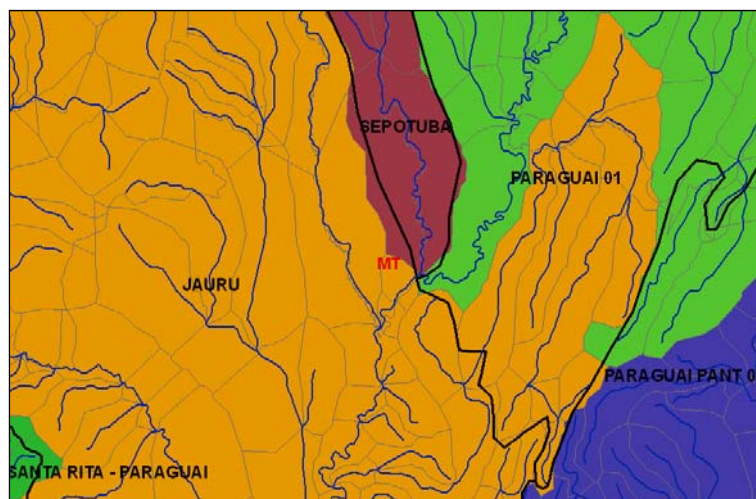 SEPOTUBA
PARAGUAI 01
MT
JAURU
PARAGUAI PANT 0
SANTA RITA - PARAGUAI